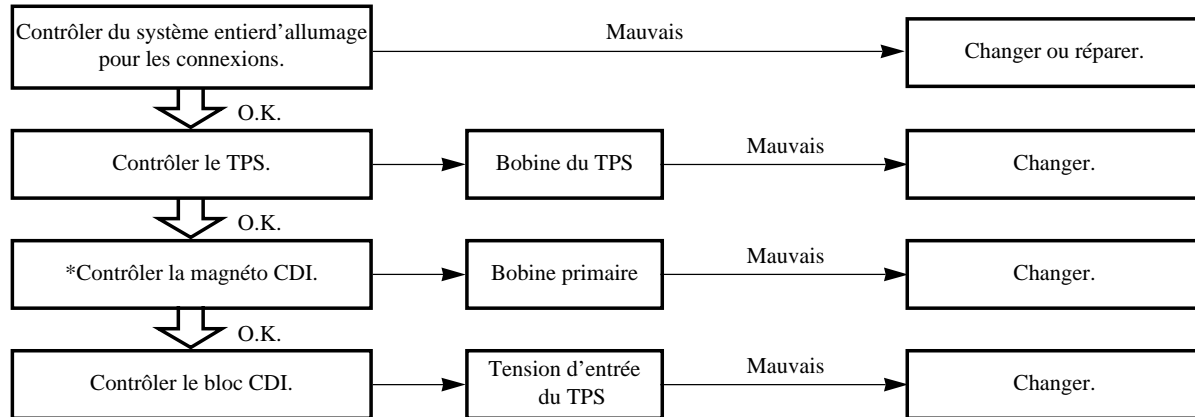 Contrôler du système entierd’allumage
pour les connexions.
Mauvais
Changer ou réparer.
O.K.
Contrôler le TPS.
Bobine du TPS
Mauvais
Changer.
O.K.
*Contrôler la magnéto CDI.
Bobine primaire
Mauvais
Changer.
O.K.
Contrôler le bloc CDI.
Tension d’entrée
du TPS
Mauvais
Changer.